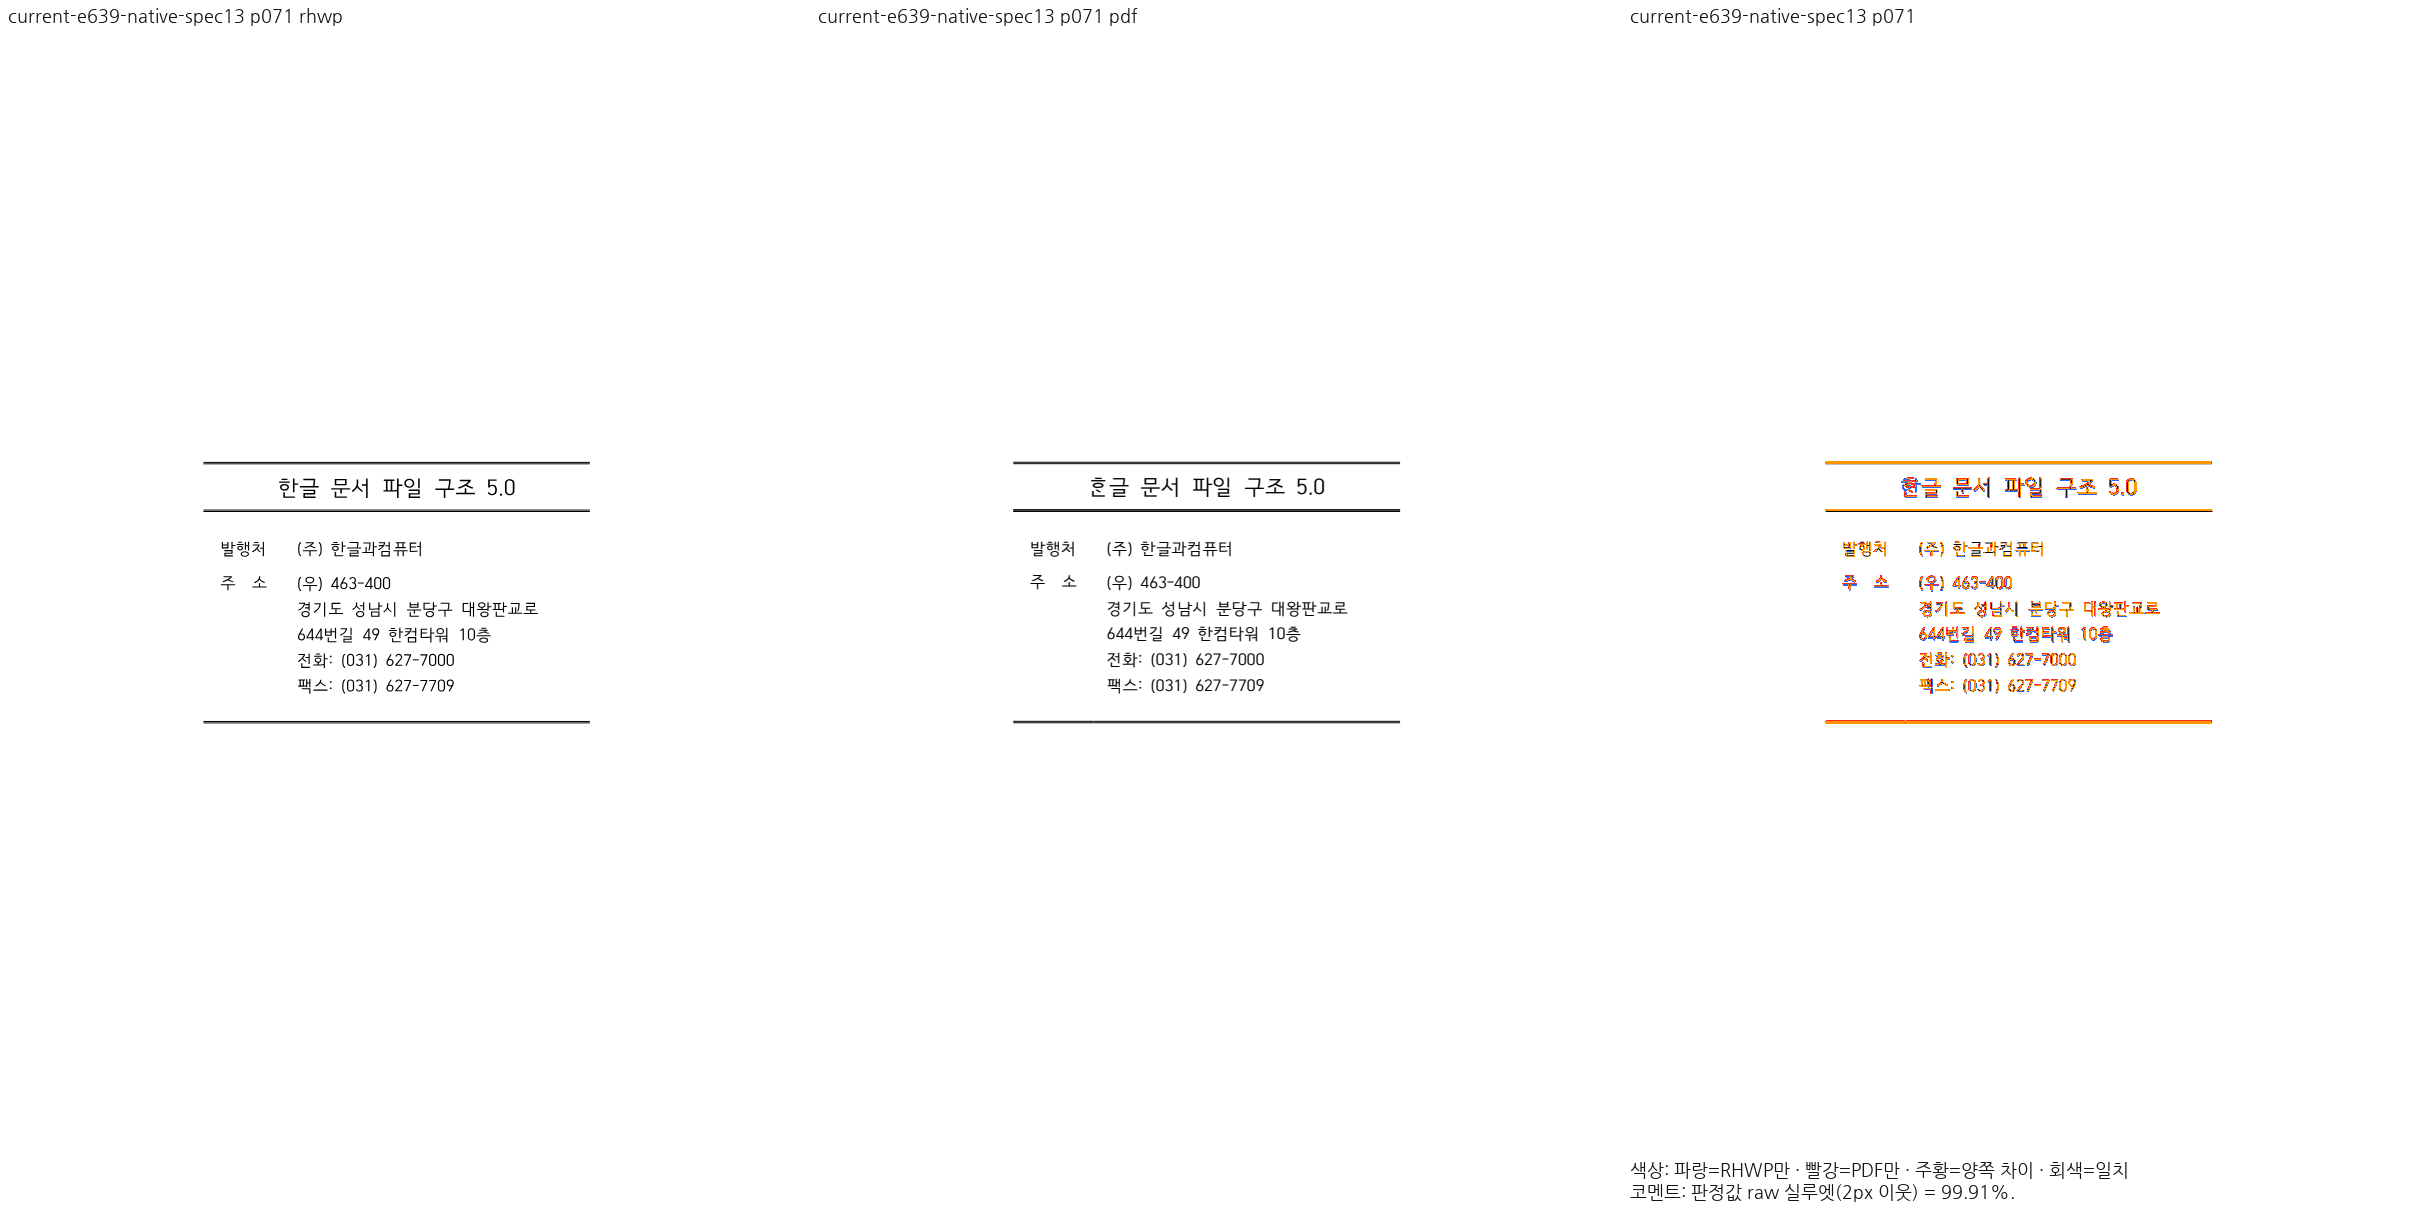 current-e639-native-spec13 p071 rhwp
한글 문서 파일 구조 5.0
발행처 (주) 한글과컴퓨터
주 소 (우) 463-400
경기도 성남시 분당구 대왕판교로
644번길 49 한컴타워 10층
전화: (031) 627-7000
팩스: (031) 627-7709
current-e639-native-spec13 p071 pdf
ᄒᆞᆫ글 문서 파일 구조 5.0
발행처 (주) 한글과컴퓨터
주 소 (우) 463-400
경기도 성남시 분당구 대왕판교로
644번길 49 한컴타워 10층
전화: (031) 627-7000
팩스: (031) 627-7709
current-e639-native-spec13 p071
한글 문서 파일 구조 5.0
발행처 (주) 한글과컴퓨터
주 소 (우) 463-400
경기도 성남시 분당구 대왕판교로
644번길 49 한컴타워 10층
전화: (031) 627-7000
팩스: (031) 627-7709
색상: 파랑=RHWP만 · 빨강=PDF만 · 주황=양쪽 차이 · 회색=일치
코멘트: 판정값 raw 실루엣(2px 이웃) = 99.91%.